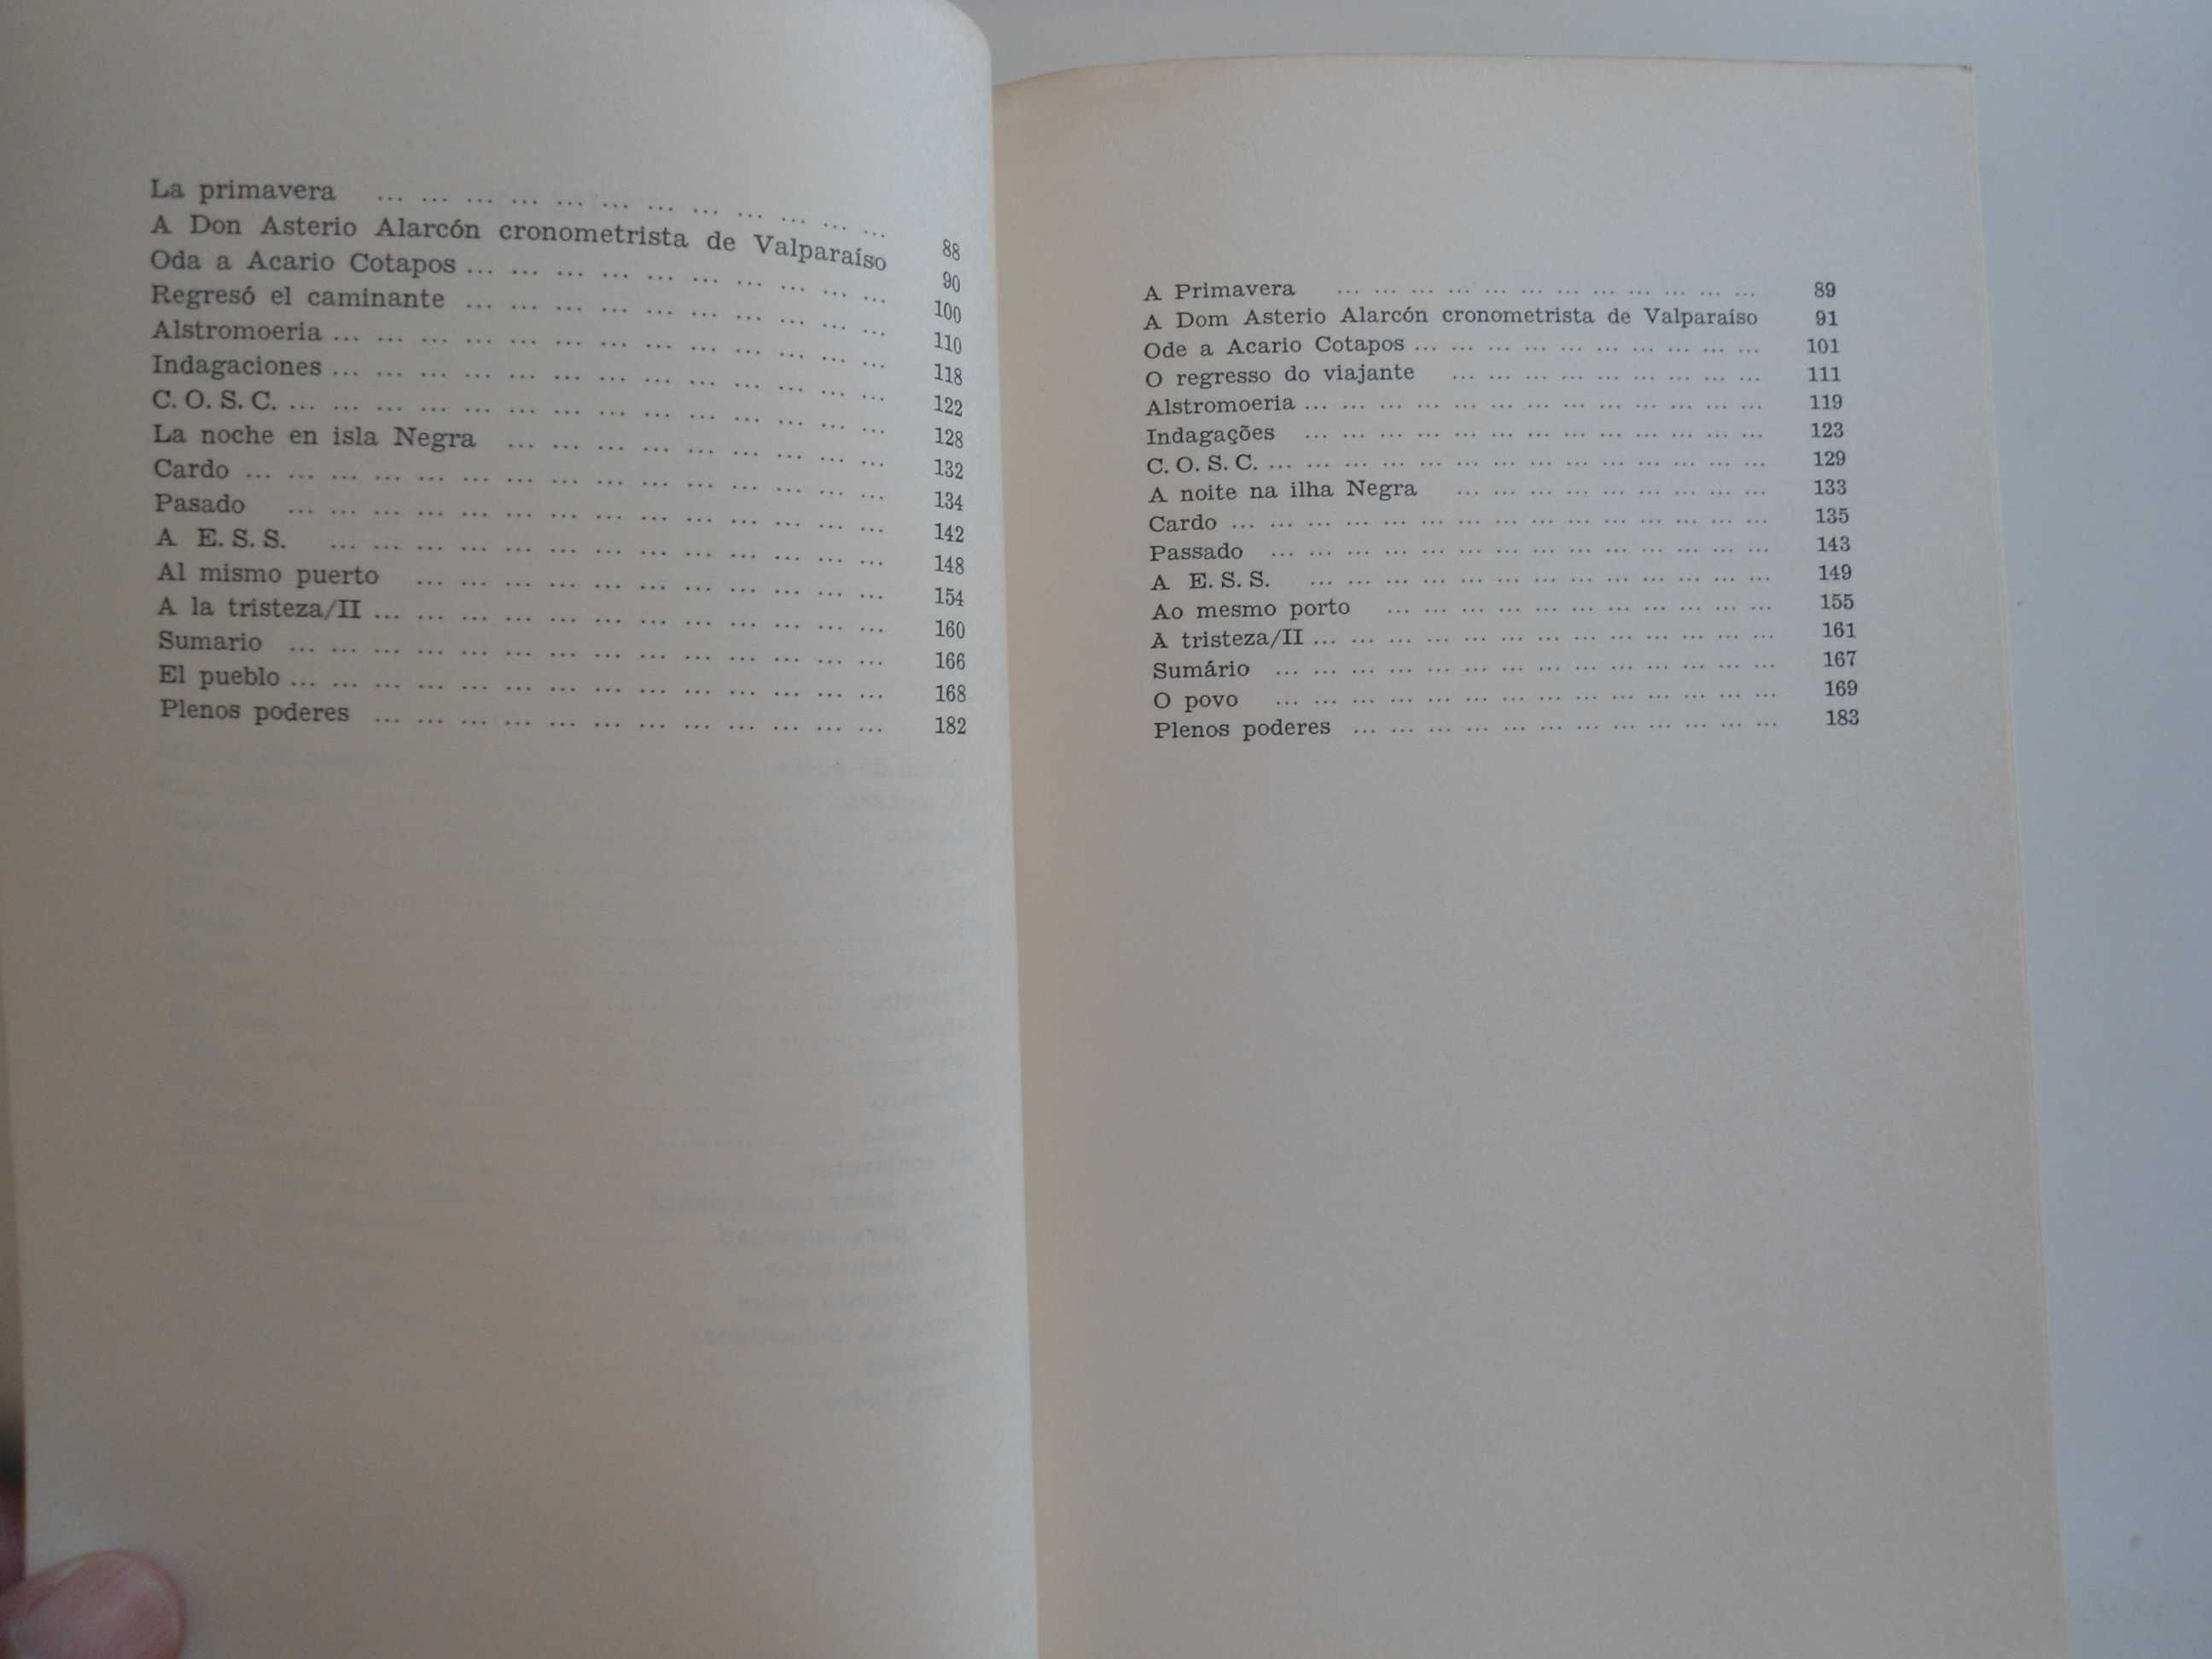 La primavera ... ... ... ... ... ... ... ... ... ... ... ... 88
A Don Asterio Alarcón cronometrista de Valparaíso 90
Oda a Acario Cotapos ... ... ... ... ... ... ... ... ... ... 100
Regresó el caminante ... ... ... ... ... ... ... ... ... ... 110
Alstromoeria ... ... ... ... ... ... ... ... ... ... ... ... ... 118
Indagaciones ... ... ... ... ... ... ... ... ... ... ... ... ... 122
C. O. S. C. ... ... ... ... ... ... ... ... ... ... ... ... ... ... 128
La noche en isla Negra ... ... ... ... ... ... ... ... ... 132
Cardo ... ... ... ... ... ... ... ... ... ... ... ... ... ... ... 134
Pasado ... ... ... ... ... ... ... ... ... ... ... ... ... ... 142
A E. S. S. ... ... ... ... ... ... ... ... ... ... ... ... ... 148
Al mismo puerto ... ... ... ... ... ... ... ... ... ... ... 154
A la tristeza/II ... ... ... ... ... ... ... ... ... ... ... ... 160
Sumario ... ... ... ... ... ... ... ... ... ... ... ... ... ... 166
El pueblo ... ... ... ... ... ... ... ... ... ... ... ... ... ... 168
Plenos poderes ... ... ... ... ... ... ... ... ... ... ... ... 182
A Primavera ... ... ... ... ... ... ... ... ... ... ... ... 89
A Dom Asterio Alarcón cronometrista de Valparaíso 91
Ode a Acario Cotapos ... ... ... ... ... ... ... ... ... ... 101
O regresso do viajante ... ... ... ... ... ... ... ... ... 111
Alstromoeria ... ... ... ... ... ... ... ... ... ... ... ... ... 119
Indagações ... ... ... ... ... ... ... ... ... ... ... ... ... 123
C. O. S. C. ... ... ... ... ... ... ... ... ... ... ... ... ... ... 129
A noite na ilha Negra ... ... ... ... ... ... ... ... ... 133
Cardo ... ... ... ... ... ... ... ... ... ... ... ... ... ... ... 135
Passado ... ... ... ... ... ... ... ... ... ... ... ... ... ... 143
A E. S. S. ... ... ... ... ... ... ... ... ... ... ... ... ... 149
Ao mesmo porto ... ... ... ... ... ... ... ... ... ... ... 155
A tristeza/II ... ... ... ... ... ... ... ... ... ... ... ... ... 161
Sumário ... ... ... ... ... ... ... ... ... ... ... ... ... ... 167
O povo ... ... ... ... ... ... ... ... ... ... ... ... ... ... 169
Plenos poderes ... ... ... ... ... ... ... ... ... ... ... ... 183